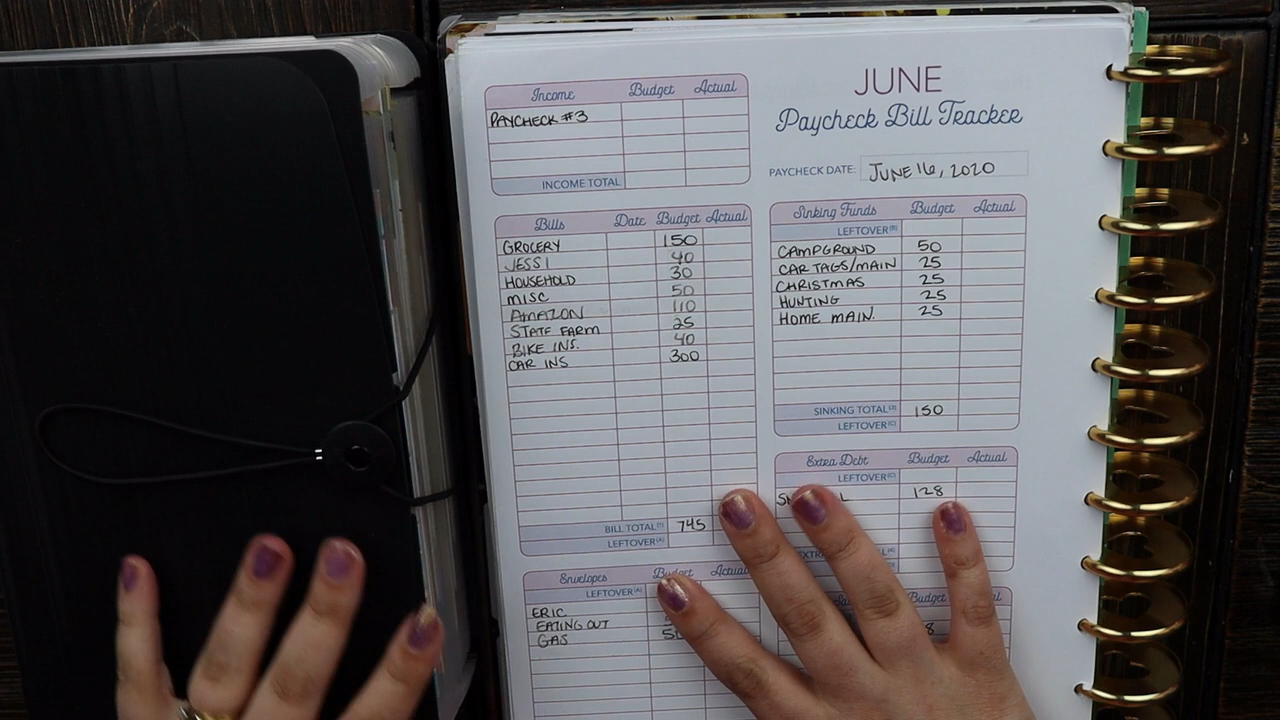 JUNE
Paycheck Bill Tracker
PAYCHECK DATE: JUNE 16, 2020
Income Budget Actual
PAYCHECK #3
INCOME TOTAL
Bills Date Budget Actual
GROCERY 150
JESSI 40
HOUSEHOLD 30
MISC 50
AMAZON 110
STATE FARM 25
BIKE INS. 40
CAR INS 300
BILL TOTAL(1) 745
LEFTOVER(A)
Envelopes Budget Actual
LEFTOVER(A)
ERIC
EATING OUT
GAS
Sinking Funds Budget Actual
LEFTOVER(B)
CAMPGROUND 50
CAR TAGS/MAIN 25
CHRISTMAS 25
HUNTING 25
HOME MAIN. 25
SINKING TOTAL(3) 150
LEFTOVER(C)
Extra Debt Budget Actual
LEFTOVER(C)
128
Budget Actual